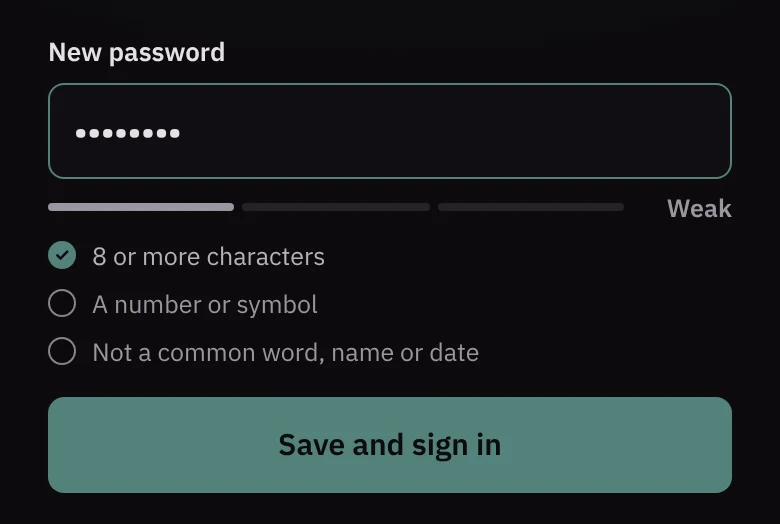 New password
••••••••
Weak
8 or more characters
A number or symbol
Not a common word, name or date
Save and sign in